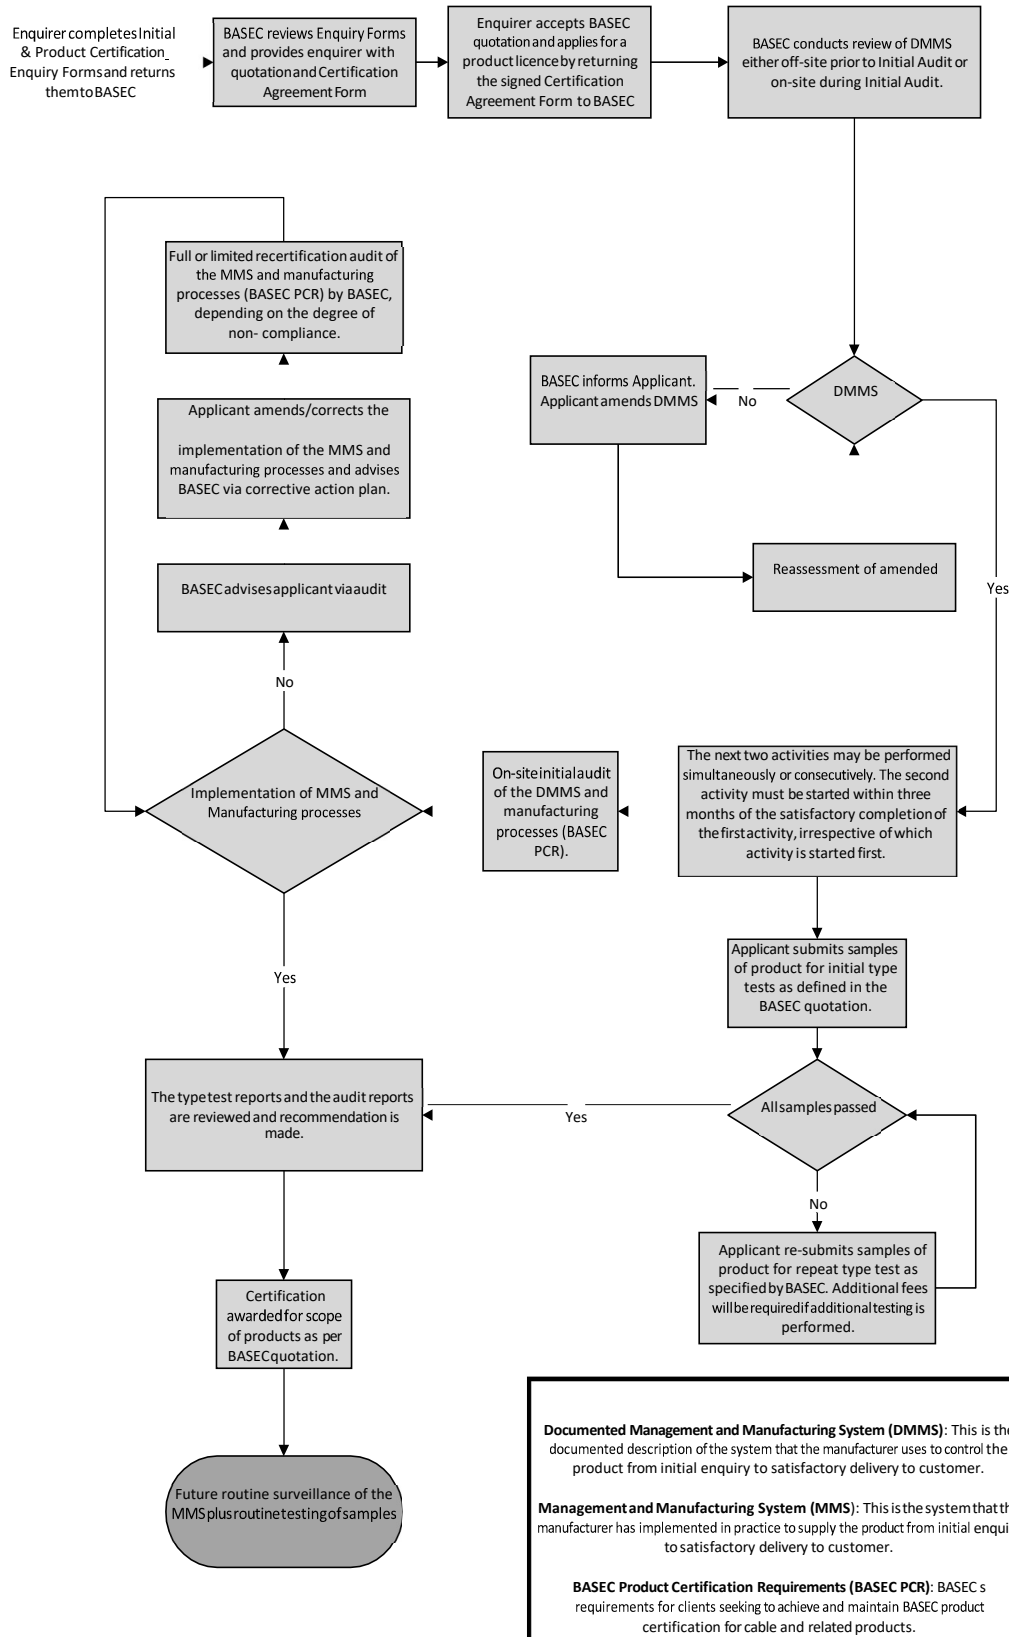 Enquirer completes Initial
& Product Certification
Enquiry Forms and returns
them to BASEC
BASEC reviews Enquiry Forms
and provides enquirer with
quotation and Certification
Agreement Form
Enquirer accepts BASEC
quotation and applies for a
product licence by returning
the signed Certification
Agreement Form to BASEC
BASEC conducts review of DMMS
either off-site prior to Initial Audit or
on-site during Initial Audit.
Full or limited recertification audit of
the MMS and manufacturing
processes (BASEC PCR) by BASEC,
depending on the degree of
non- compliance.
BASEC informs Applicant.
Applicant amends DMMS
No
DMMS
Applicant amends/corrects the
implementation of the MMS and
manufacturing processes and advises
BASEC via corrective action plan.
Reassessment of amended
Yes
BASEC advises applicant via audit
No
Implementation of MMS and
Manufacturing processes
On-site initial audit
of the DMMS and
manufacturing
processes (BASEC
PCR).
The next two activities may be performed
simultaneously or consecutively. The second
activity must be started within three
months of the satisfactory completion of
the first activity, irrespective of which
activity is started first.
Yes
Applicant submits samples
of product for initial type
tests as defined in the
BASEC quotation.
The type test reports and the audit reports
are reviewed and recommendation is
made.
Yes
All samples passed
No
Applicant re-submits samples of
product for repeat type test as
specified by BASEC. Additional fees
will be required if additional testing is
performed.
Certification
awarded for scope
of products as per
BASEC quotation.
Future routine surveillance of the
MMS plus routine testing of samples
Documented Management and Manufacturing System (DMMS): This is the
documented description of the system that the manufacturer uses to control the
product from initial enquiry to satisfactory delivery to customer.
Management and Manufacturing System (MMS): This is the system that th
manufacturer has implemented in practice to supply the product from initial enqui
to satisfactory delivery to customer.
BASEC Product Certification Requirements (BASEC PCR): BASEC s
requirements for clients seeking to achieve and maintain BASEC product
certification for cable and related products.